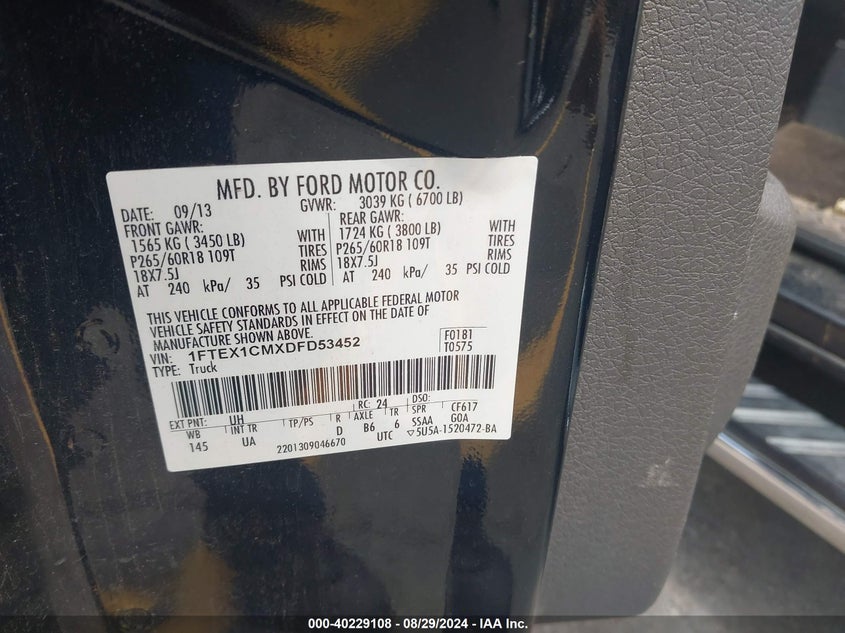 MFD. BY FORD MOTOR CO.
DATE: 09/13 GVWR: 3039 KG ( 6700 LB)
FRONT GAWR: REAR GAWR:
1565 KG ( 3450 LB) WITH 1724 KG ( 3800 LB) WITH
P265/60R18 109T TIRES P265/60R18 109T TIRES
18X7.5J RIMS 18X7.5J RIMS
AT 240 kPa/ 35 PSI COLD AT 240 kPa/ 35 PSI COLD
THIS VEHICLE CONFORMS TO ALL APPLICABLE FEDERAL MOTOR
VEHICLE SAFETY STANDARDS IN EFFECT ON THE DATE OF
MANUFACTURE SHOWN ABOVE.
VIN: 1FTEX1CMXDFD53452 F0181
TYPE: Truck T0575
EXT PNT: UH RC: 24 DSO:
WB INT TR TP/PS R AXLE TR SPR CF617
145 UA D B6 6 SSAA GOA
2201309046670 UTC ▽5U5A-1520472-BA
000-40229108 - 08/29/2024 - IAA Inc.